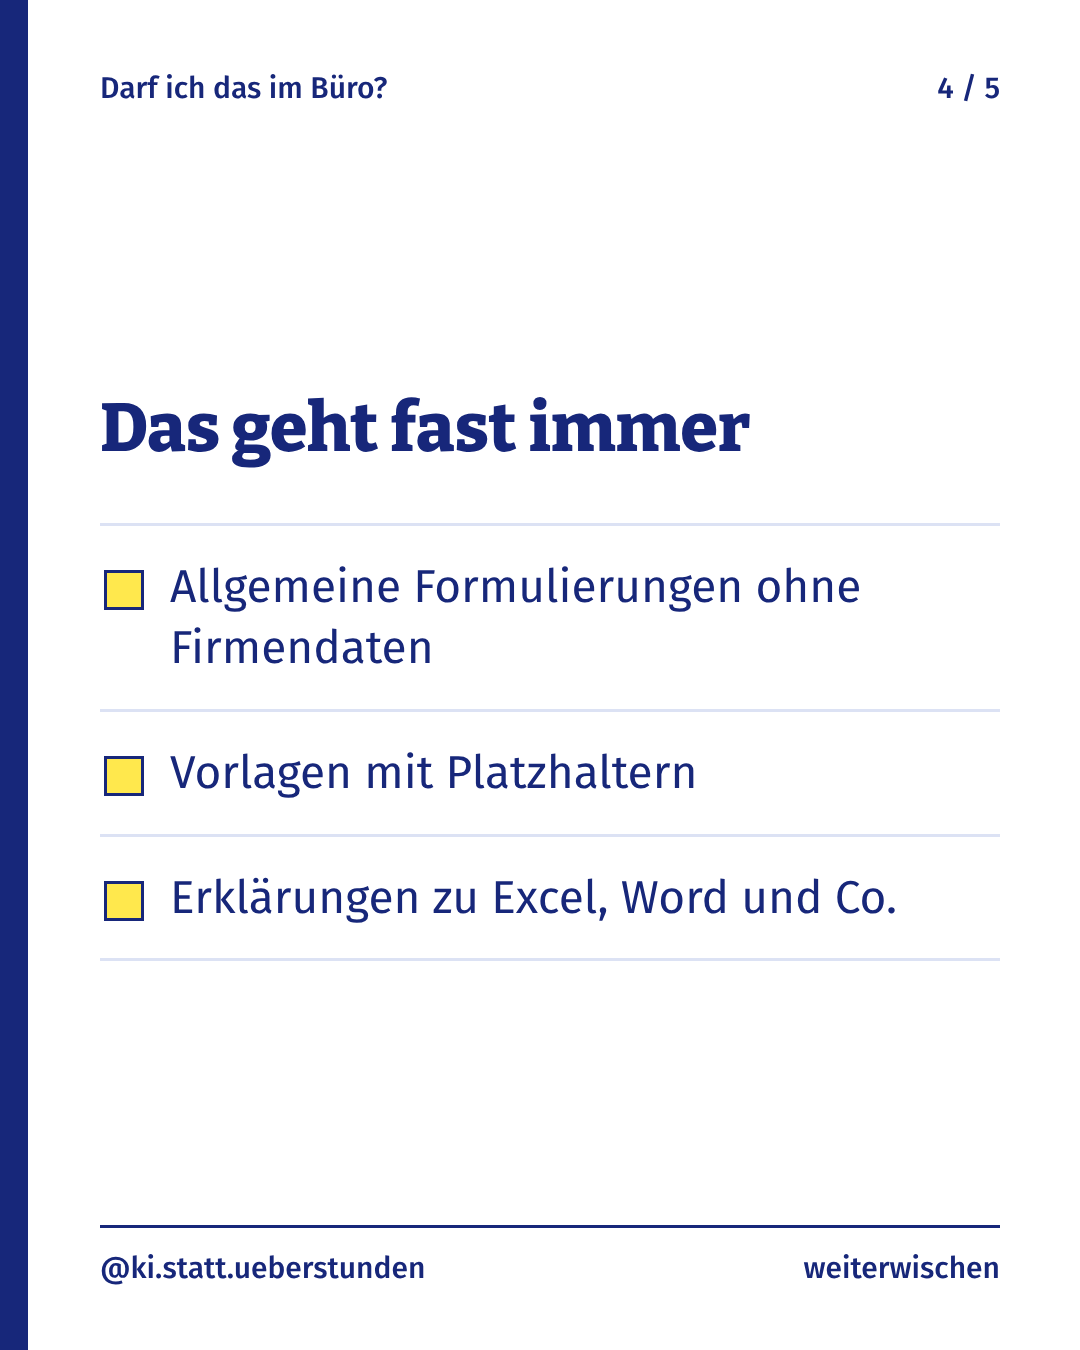 Darf ich das im Büro?
4 / 5
Das geht fast immer
Allgemeine Formulierungen ohne
Firmendaten
Vorlagen mit Platzhaltern
Erklärungen zu Excel, Word und Co.
@ki.statt.ueberstunden
weiterwischen